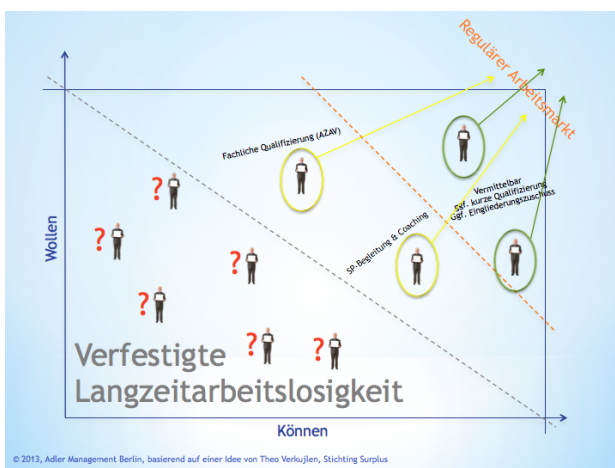 Regulärer Arbeitsmarkt
Fachliche Qualifizierung (AZAV)
Vermittelbar
ggf. kurze Qualifizierung
Ggf. Eingliederungszuschuss
SP-Begleitung & Coaching
?
?
?
?
?
?
Wollen
Verfestigte
Langzeitarbeitslosigkeit
Können
© 2013, Adler Management Berlin, basierend auf einer Idee von Theo Verkuijlen, Stichting Surplus